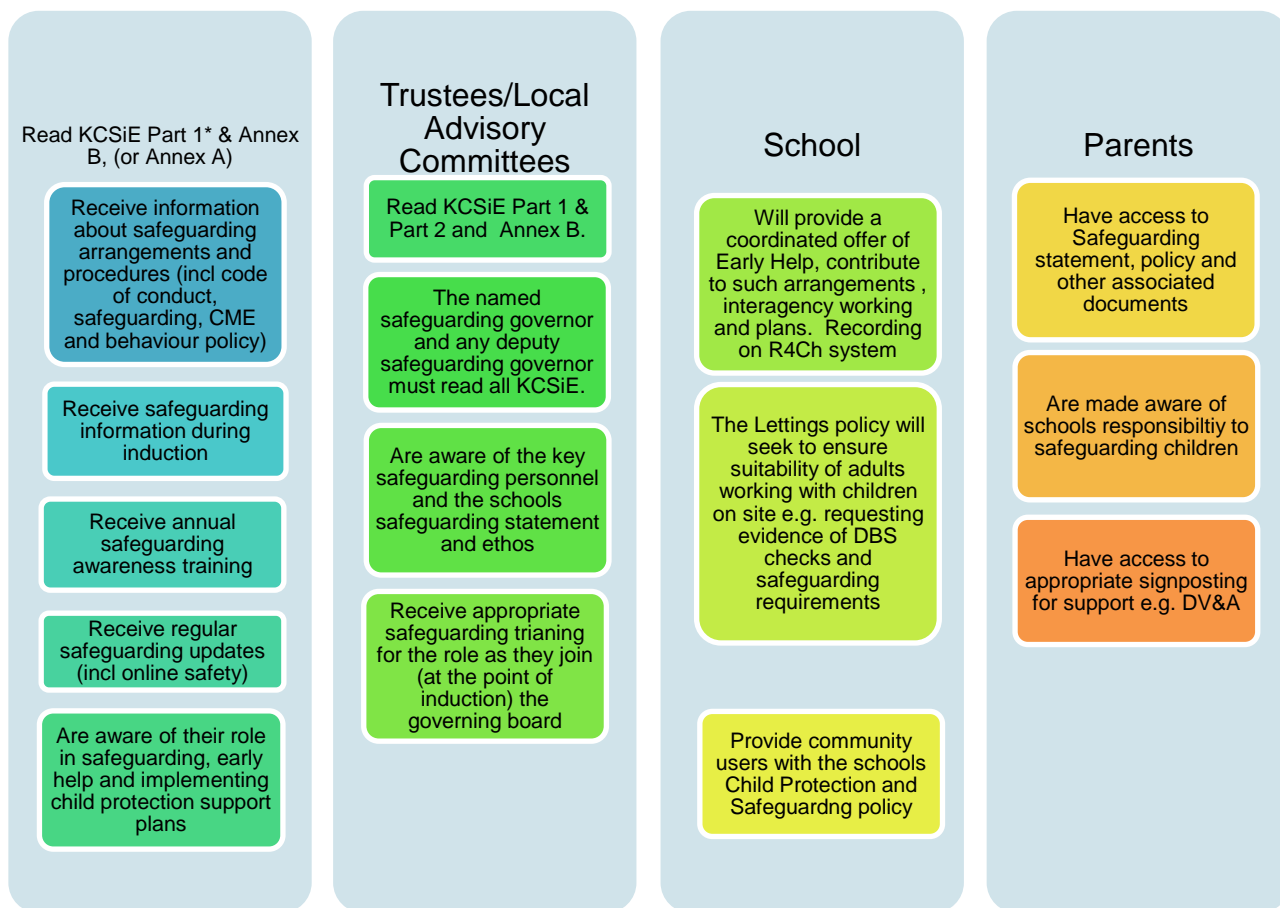 Read KCSiE Part 1* & Annex
B, (or Annex A)
Receive information
about safeguarding
arrangements and
procedures (incl code
of conduct,
safeguarding, CME
and behaviour policy)
Receive safeguarding
information during
induction
Receive annual
safeguarding
awareness training
Receive regular
safeguarding updates
(incl online safety)
Are aware of their role
in safeguarding, early
help and implementing
child protection support
plans
Trustees/Local
Advisory
Committees
Read KCSiE Part 1 &
Part 2 and Annex B.
The named
safeguarding governor
and any deputy
safeguarding governor
must read all KCSiE.
Are aware of the key
safeguarding personnel
and the schools
safeguarding statement
and ethos
Receive appropriate
safeguarding trianing
for the role as they join
(at the point of
induction) the
governing board
School
Will provide a
coordinated offer of
Early Help, contribute
to such arrangements ,
interagency working
and plans. Recording
on R4Ch system
The Lettings policy will
seek to ensure
suitability of adults
working with children
on site e.g. requesting
evidence of DBS
checks and
safeguarding
requirements
Provide community
users with the schools
Child Protection and
Safeguardng policy
Parents
Have access to
Safeguarding
statement, policy and
other associated
documents
Are made aware of
schools responsibiltiy to
safeguarding children
Have access to
appropriate signposting
for support e.g. DV&A